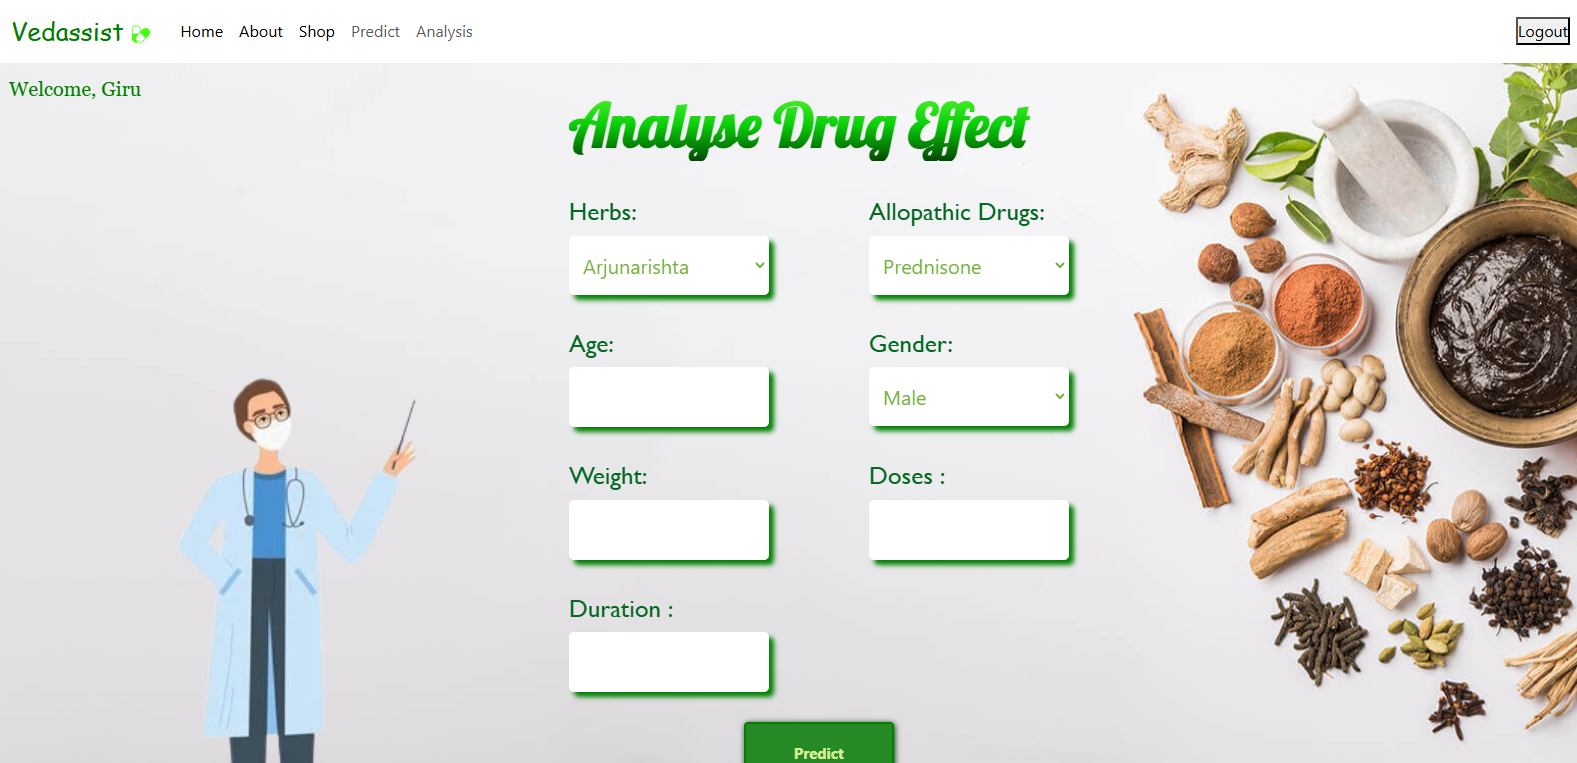 Vedassist
Home About Shop Predict Analysis
Logout
Welcome, Giru
Analyse Drug Effect
Herbs:
Allopathic Drugs:
Arjunarishta
Prednisone
Age:
Gender:
Male
Weight:
Doses :
Duration :
Predict